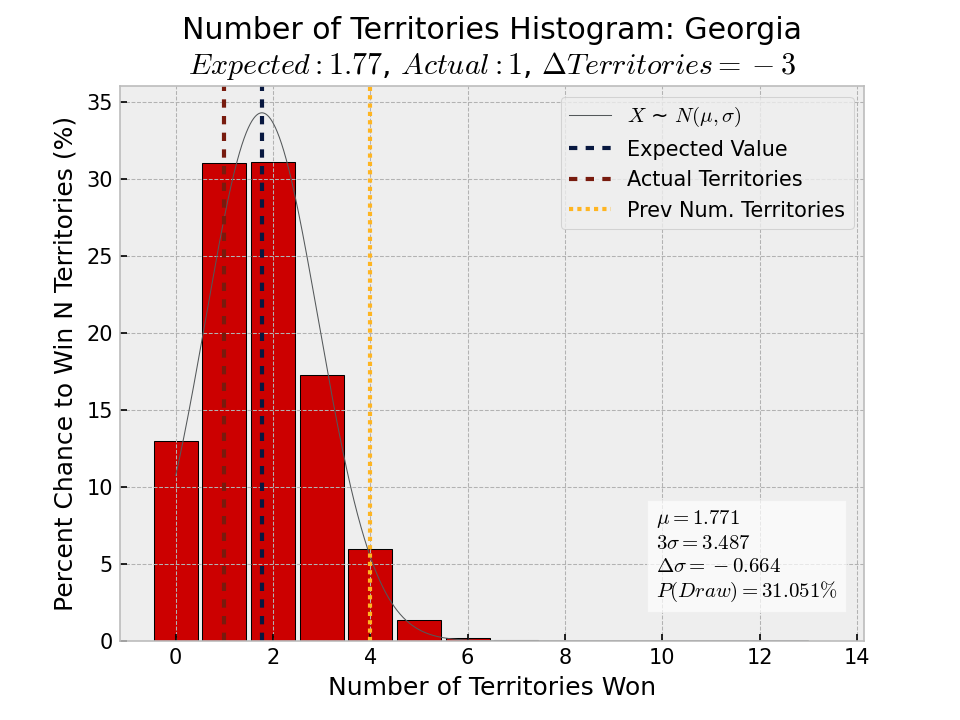 Number of Territories Histogram: Georgia
Expected : 1.77, Actual : 1, ΔTerritories = −3
Percent Chance to Win N Terrritories (%)
35
30
25
20
15
10
5
0
X ~ N(μ, σ)
Expected Value
Actual Territories
Prev Num. Territories
μ = 1.771
3σ = 3.487
Δσ = −0.664
P(Draw) = 31.051%
0 2 4 6 8 10 12 14
Number of Territories Won